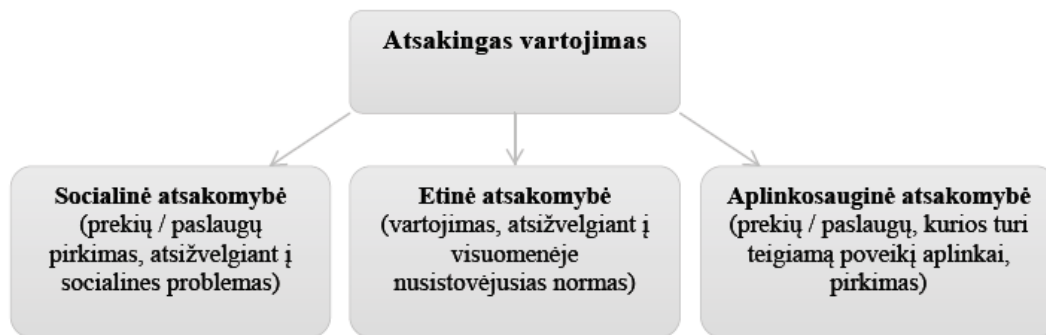 Atsakingas vartojimas
Socialinė atsakomybė
(prekių / paslaugų
pirkimas, atsižvelgiant į
socialines problemas)
Etinė atsakomybė
(vartojimas, atsižvelgiant į
visuomenėje
nusistovėjusias normas)
Aplinkosauginė atsakomybė
(prekių / paslaugų, kurios turi
teigiamą poveikį aplinkai,
pirkimas)